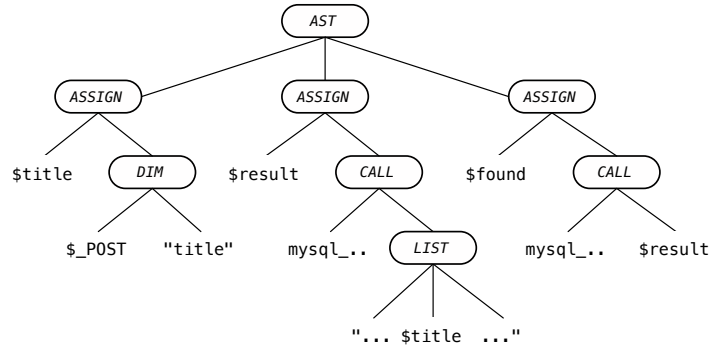 AST
ASSIGN ASSIGN ASSIGN
$title DIM $result CALL $found CALL
$_POST "title" mysql_.. LIST mysql_.. $result
"... $title ..."